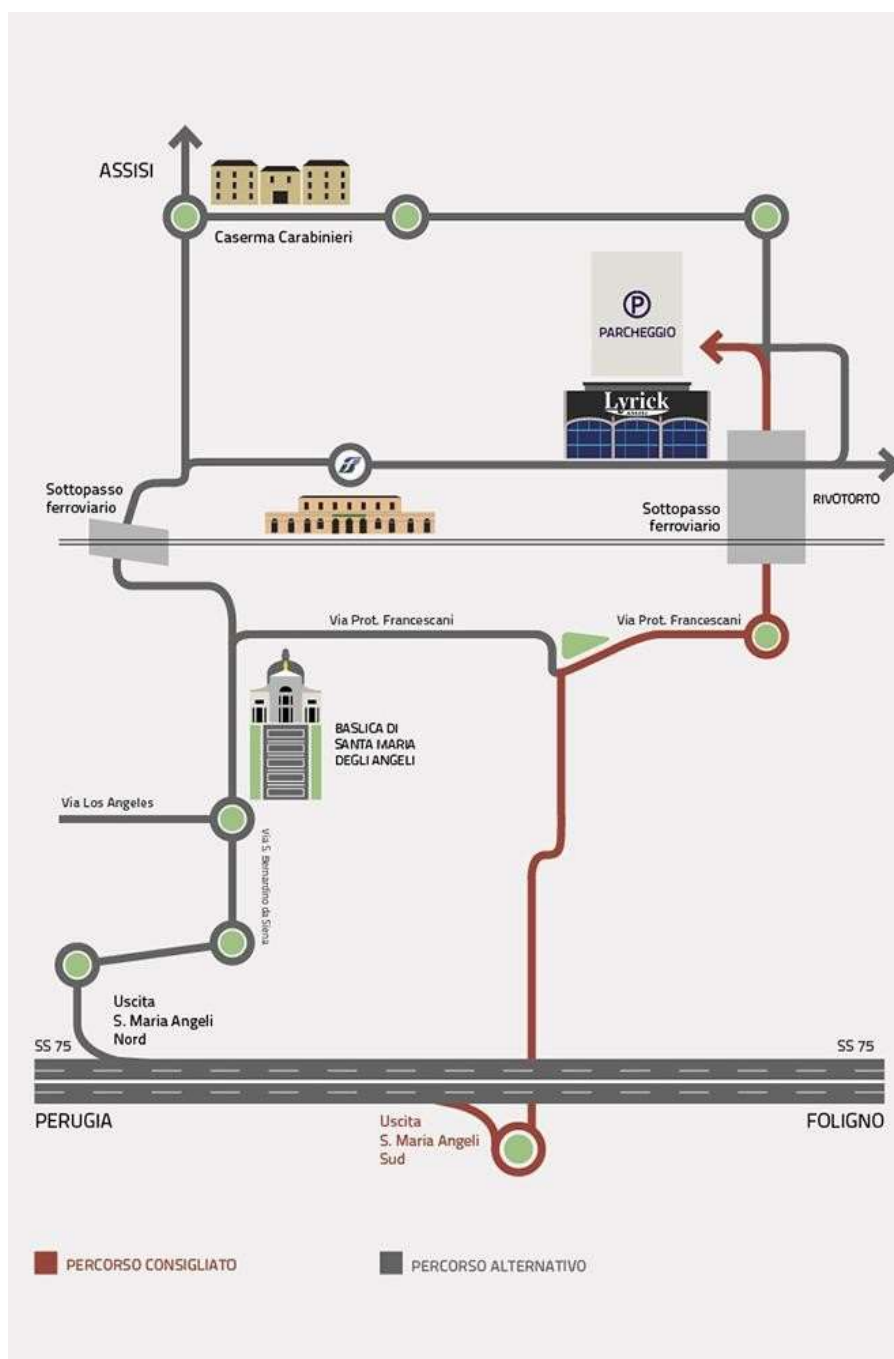 ASSISI
Caserma Carabinieri
P
PARCHEGGIO
Lyrick
Sottopasso
ferroviario
Sottopasso
ferroviario
RIVOTORTO
Via Prot. Francescani
Via Prot. Francescani
BASLICA DI
SANTA MARIA
DEGLI ANGELI
Via Los Angeles
Via S. Bernardino da Siena
Uscita
S. Maria Angeli
Nord
SS 75
SS 75
PERUGIA
FOLIGNO
Uscita
S. Maria Angeli
Sud
PERCORSO CONSIGLIATO
PERCORSO ALTERNATIVO